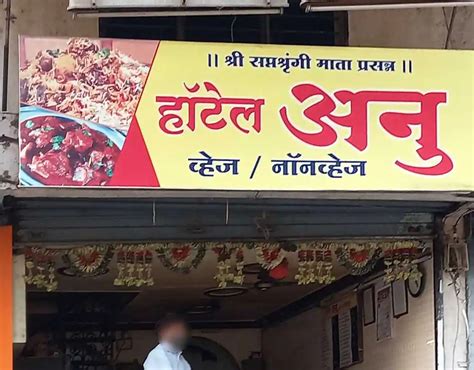 || श्री सप्तश्रृंगी माता प्रसन्न ||
हॉटेल अनु
व्हेज / नॉनव्हेज